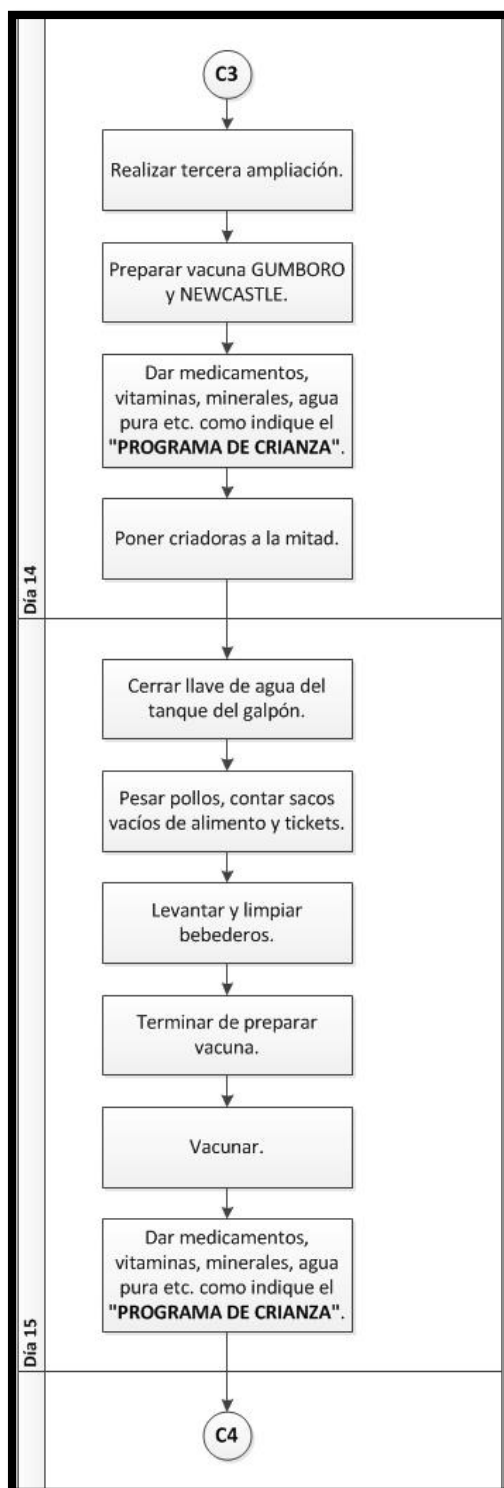 C3
Realizar tercera ampliación.
Preparar vacuna GUMBORO
y NEWCASTLE.
Dar medicamentos,
vitaminas, minerales, agua
pura etc. como indique el
"PROGRAMA DE CRIANZA".
Poner criadoras a la mitad.
Día 14
Cerrar llave de agua del
tanque del galpón.
Pesar pollos, contar sacos
vacíos de alimento y tickets.
Levantar y limpiar
bebederos.
Terminar de preparar
vacuna.
Vacunar.
Dar medicamentos,
vitaminas, minerales, agua
pura etc. como indique el
"PROGRAMA DE CRIANZA".
Día 15
C4